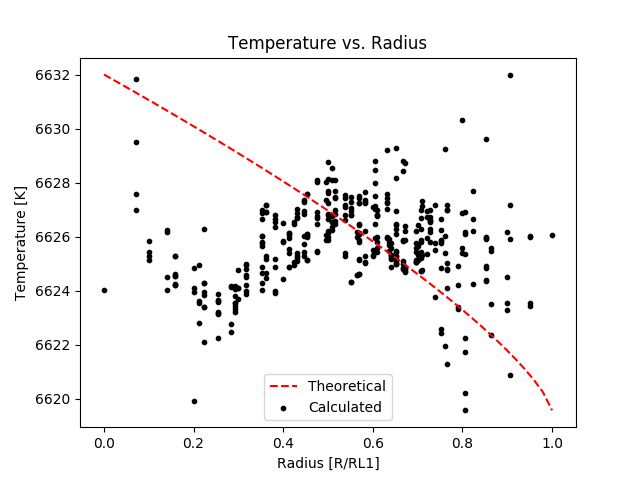 Temperature vs. Radius
Temperature [K]
6632
6630
6628
6626
6624
6622
6620
Theoretical
Calculated
0.0 0.2 0.4 0.6 0.8 1.0
Radius [R/RL1]